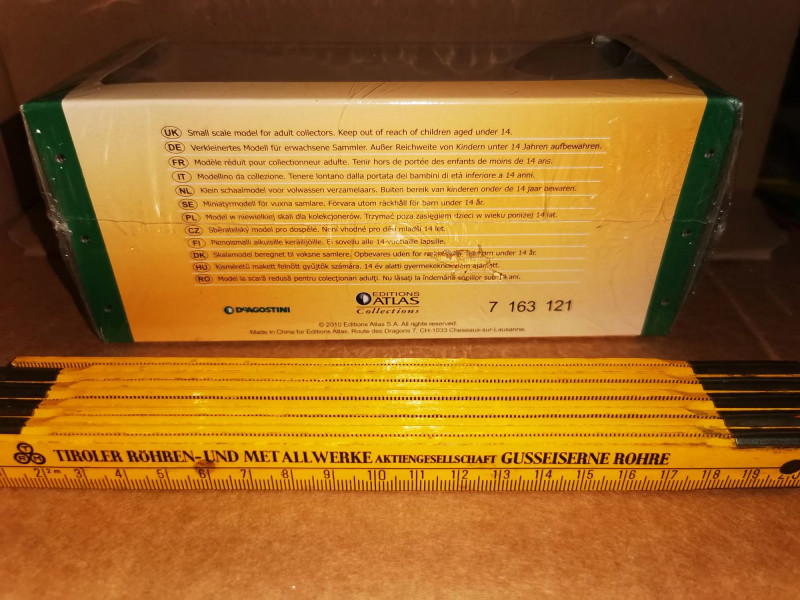 UK Small scale model for adult collectors. Keep out of reach of children aged under 14.
DE Verkleinertes Modell für erwachsene Sammler. Außer Reichweite von Kindern unter 14 Jahren aufbewahren.
FR Modèle réduit pour collectionneur adulte. Tenir hors de portée des enfants de moins de 14 ans.
IT Modellino da collezione. Tenere lontano dalla portata dei bambini di età inferiore a 14 anni.
NL Klein schaalmodel voor volwassen verzamelaars. Buiten bereik van kinderen onder de 14 jaar bewaren.
SE Miniatyrmodell för vuxna samlare. Förvara utom räckhåll för barn under 14 år.
PL Model w niewielkiej skali dla kolekcjonerów. Trzymać poza zasięgiem dzieci w wieku poniżej 14 lat.
CZ Sběratelský model pro dospělé. Není vhodné pro děti mladší 14 let.
FI Pienoismalli aikuisille keräilijöille. Ei sovellu alle 14-vuotiaille lapsille.
DK Skalamodel beregnet til voksne samlere. Opbevares uden for rækkevidde børn under 14 år.
HU Kisméretű makett felnőtt gyűjtők számára. 14 év alatti gyermekeknek nem ajánlott.
RO Model la scară redusă pentru colecționari adulți. Nu lăsați la îndemâna copiilor sub 14 ani.
DeAGOSTINI
EDITIONS
ATLAS
Collections
7 163 121
© 2010 Editions Atlas S.A. All rights reserved.
Made in China for Editions Atlas, Route des Dragons 7, CH-1033 Cheseaux-sur-Lausanne.
TRM TIROLER RÖHREN-UND METALLWERKE AKTIENGESELLSCHAFT GUSSEISERNE ROHRE
2 2m 3 4 5 6 7 8 9 10 11 12 13 14 15 16 17 18 19 20